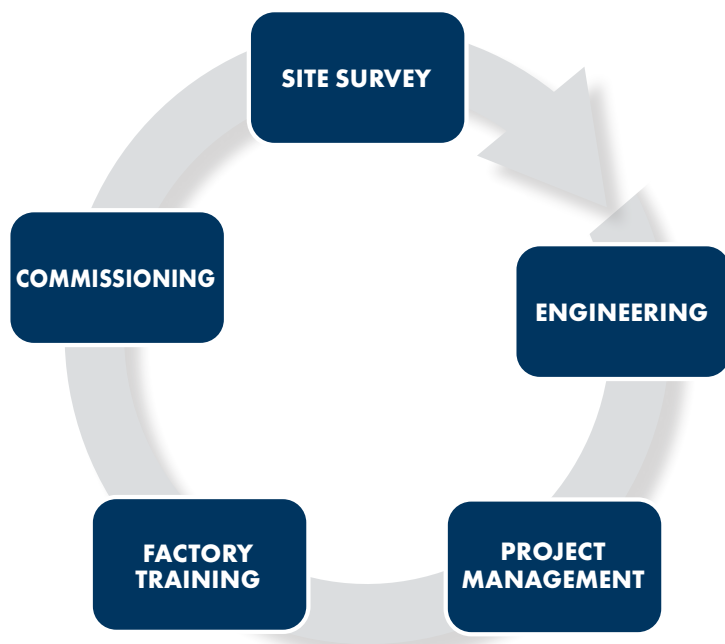 SITE SURVEY
ENGINEERING
PROJECT
MANAGEMENT
FACTORY
TRAINING
COMMISSIONING